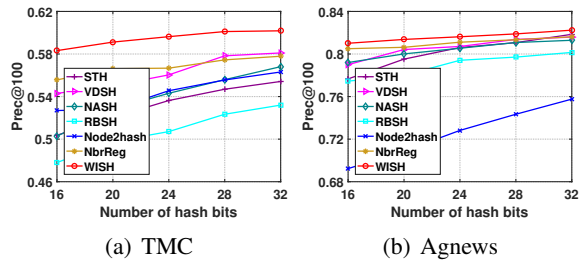 0.62
0.58
0.54
0.5
0.46
Prec@100
STH
VDSH
NASH
RBSH
Node2hash
NbrReg
WISH
16 20 24 28 32
Number of hash bits
(a) TMC
0.84
0.8
0.76
0.72
0.68
Prec@100
STH
VDSH
NASH
RBSH
Node2hash
NbrReg
WISH
16 20 24 28 32
Number of hash bits
(b) Agnews